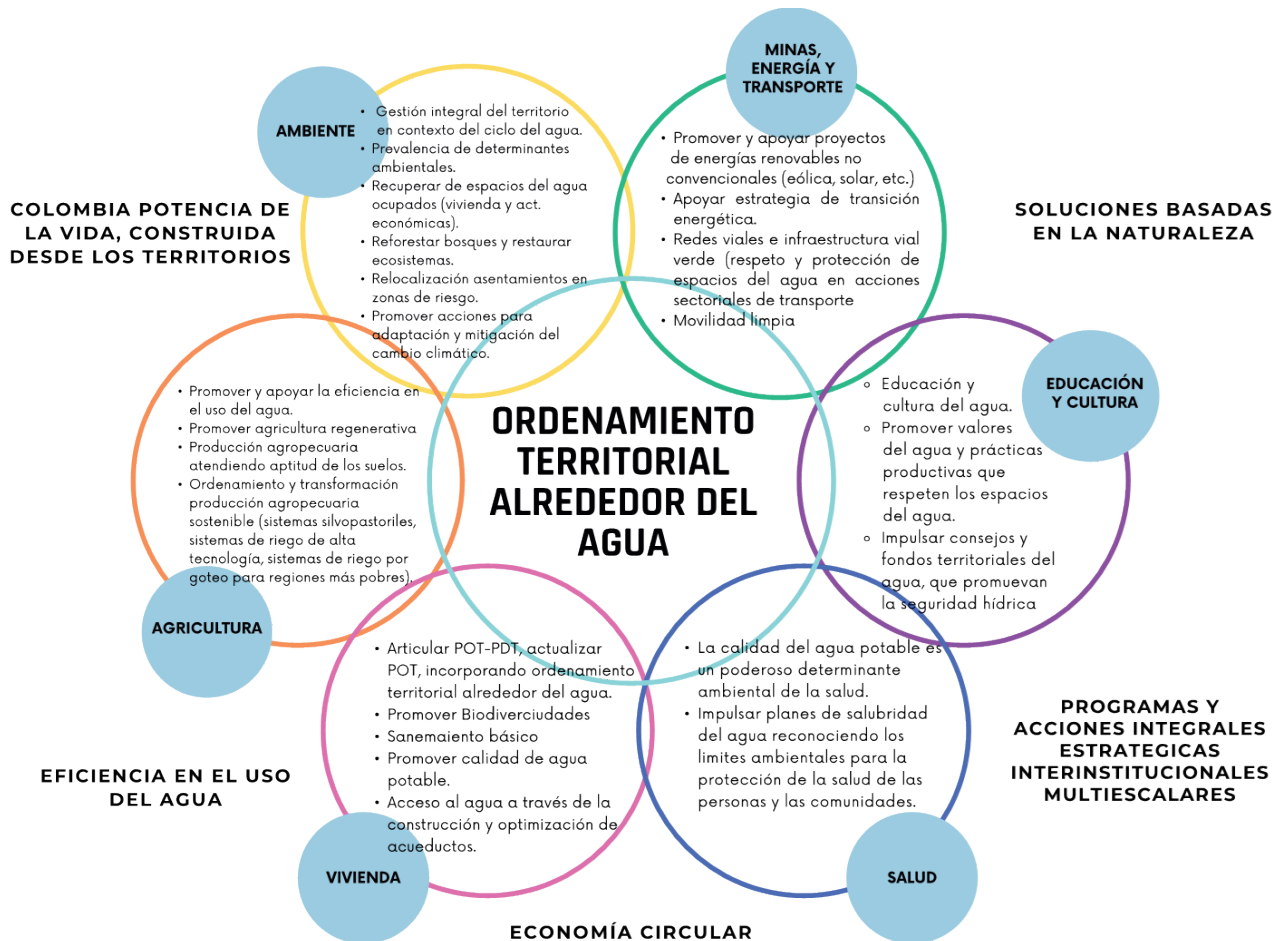 MINAS,
ENERGÍA Y
TRANSPORTE
AMBIENTE
• Gestión integral del territorio
en contexto del ciclo del agua.
• Prevalencia de determinantes
ambientales.
• Recuperar de espacios del agua
ocupados (vivienda y act.
económicas).
• Reforestar bosques y restaurar
ecosistemas.
• Relocalización asentamientos en
zonas de riesgo.
• Promover acciones para
adaptación y mitigación del
cambio climático.
• Promover y apoyar proyectos
de energías renovables no
convencionales (eólica, solar, etc.)
• Apoyar estrategia de transición
energética.
• Redes viales e infraestructura vial
verde (respeto y protección de
espacios del agua en acciones
sectoriales de transporte
• Movilidad limpia
COLOMBIA POTENCIA DE
LA VIDA, CONSTRUIDA
DESDE LOS TERRITORIOS
SOLUCIONES BASADAS
EN LA NATURALEZA
• Promover y apoyar la eficiencia en
el uso del agua.
• Promover agricultura regenerativa
• Producción agropecuaria
atendiendo aptitud de los suelos.
• Ordenamiento y transformación
producción agropecuaria
sostenible (sistemas silvopastoriles,
sistemas de riego de alta
tecnología, sistemas de riego por
goteo para regiones más pobres),
AGRICULTURA
ORDENAMIENTO
TERRITORIAL
ALREDEDOR DEL
AGUA
EDUCACIÓN
Y CULTURA
◦ Educación y
cultura del agua.
◦ Promover valores
del agua y prácticas
productivas que
respeten los espacios
del agua.
◦ Impulsar consejos y
fondos territoriales del
agua, que promuevan
la seguridad hídrica
• Articular POT-PDT, actualizar
POT, incorporando ordenamiento
territorial alrededor del agua.
• Promover Biodiverciudades
• Sanemaiento básico
• Promover calidad de agua
potable.
• Acceso al agua a través de la
construcción y optimización de
acueductos.
VIVIENDA
• La calidad del agua potable es
un poderoso determinante
ambiental de la salud.
• Impulsar planes de salubridad
del agua reconociendo los
limites ambientales para la
protección de la salud de las
personas y las comunidades.
SALUD
EFICIENCIA EN EL USO
DEL AGUA
PROGRAMAS Y
ACCIONES INTEGRALES
ESTRATEGICAS
INTERINSTITUCIONALES
MULTIESCALARES
ECONOMÍA CIRCULAR